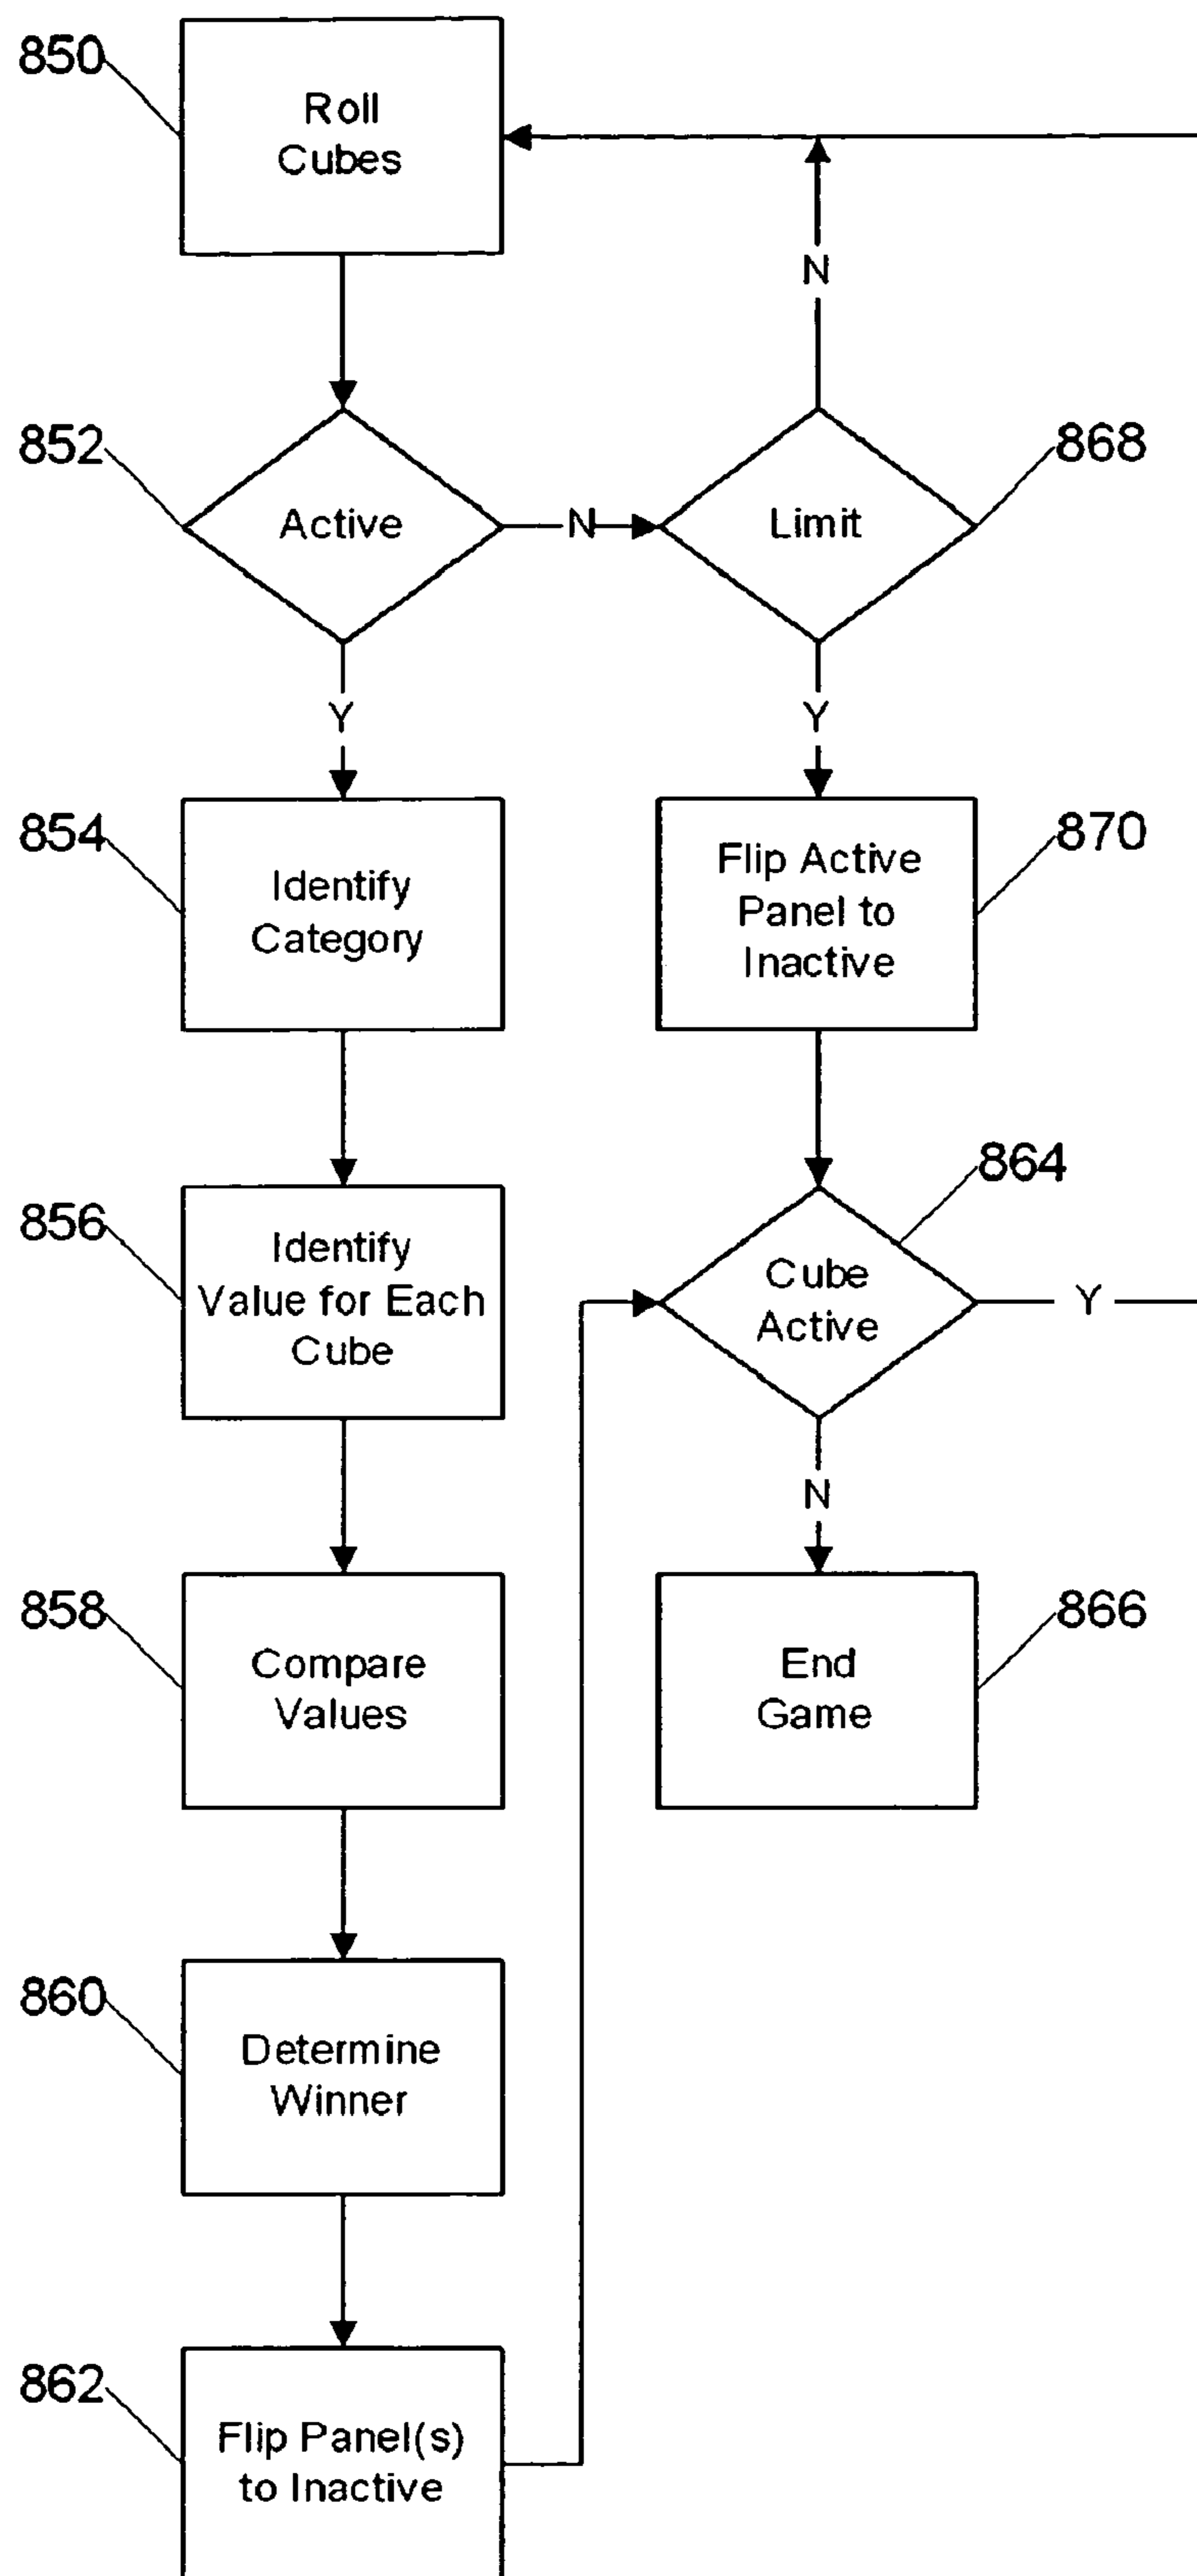 850
Roll
Cubes
N
852
Active
N
Limit
868
Y
Y
854
Identify
Category
Flip Active
Panel to
Inactive
870
856
Identify
Value for Each
Cube
864
Cube
Active
Y
N
858
Compare
Values
End
Game
866
860
Determine
Winner
862
Flip Panel(s)
to Inactive